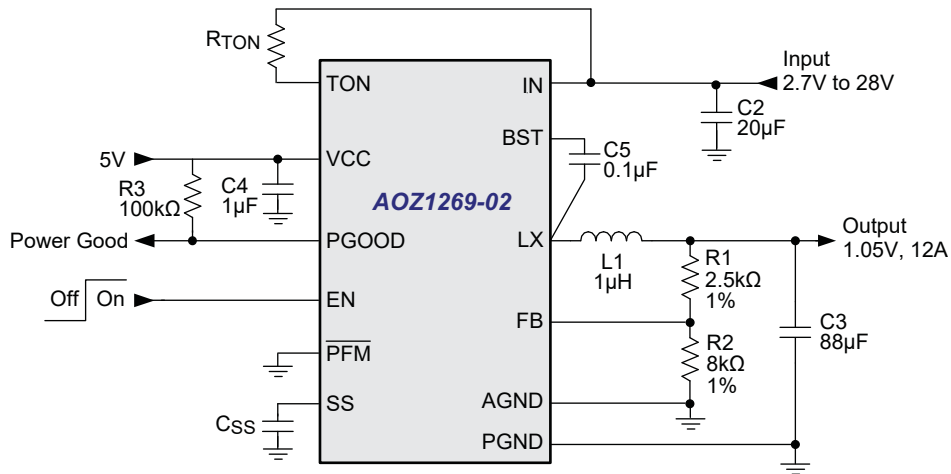 RTON
TON
IN
Input
2.7V to 28V
C2
20µF
BST
C5
0.1µF
5V
VCC
R3
100kΩ
C4
1µF
AOZ1269-02
Power Good
PGOOD
LX
L1
1µH
Output
1.05V, 12A
R1
2.5kΩ
1%
Off
On
EN
FB
R2
8kΩ
1%
C3
88µF
PFM
SS
CSS
AGND
PGND